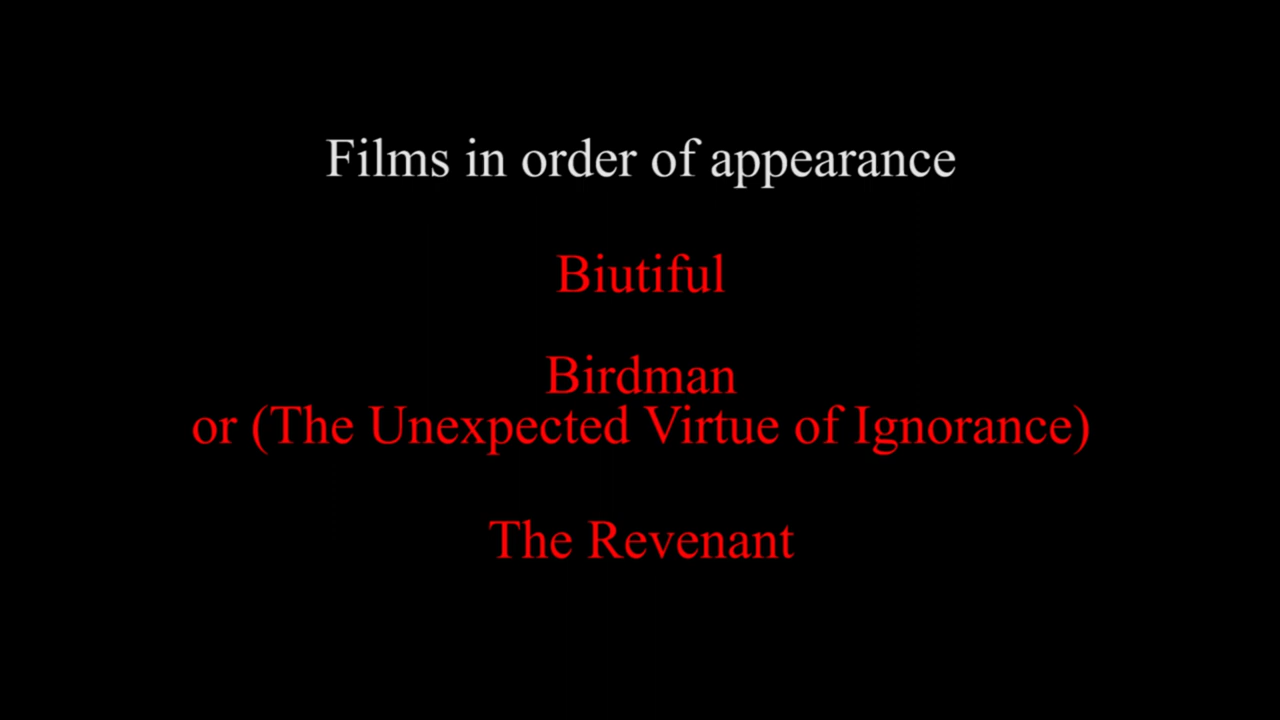 Films in order of appearance
Biutiful
Birdman
or (The Unexpected Virtue of Ignorance)
The Revenant